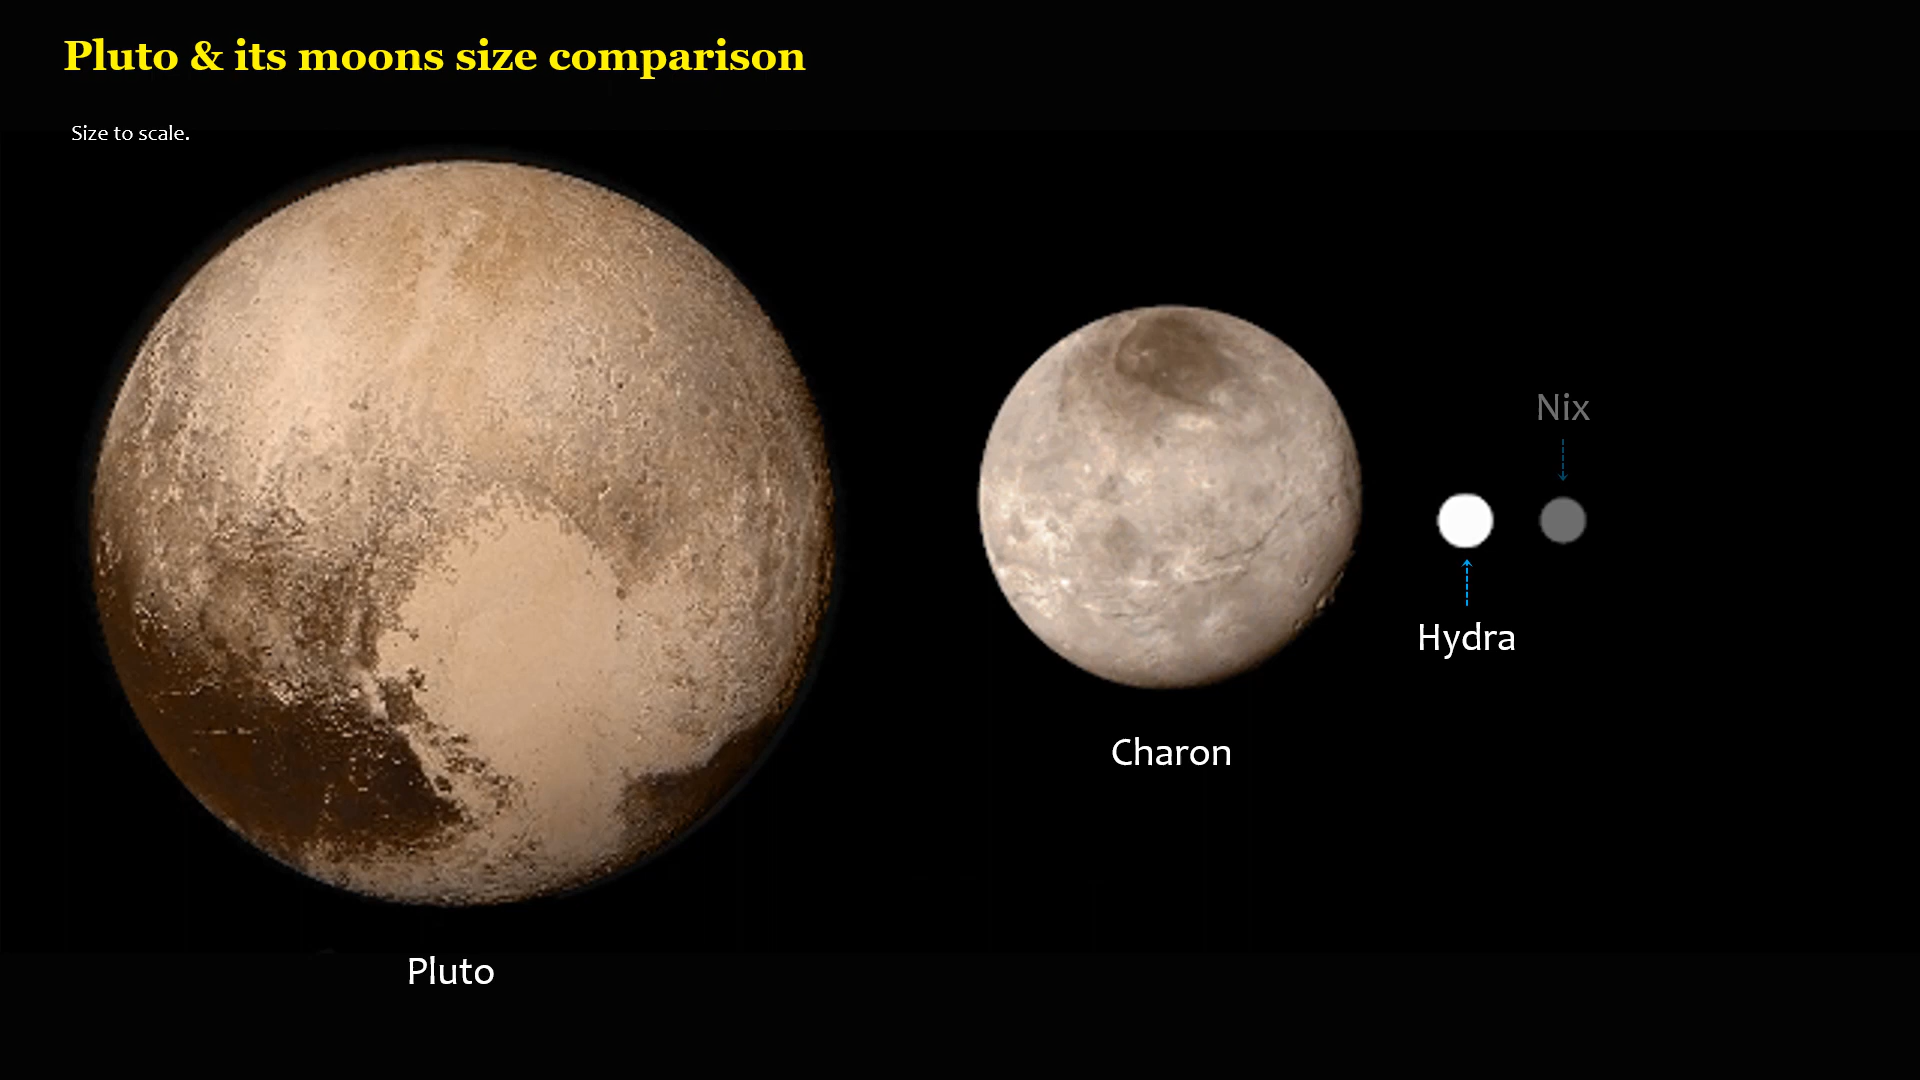 Pluto & its moons size comparison
Size to scale.
Nix
Hydra
Charon
Pluto